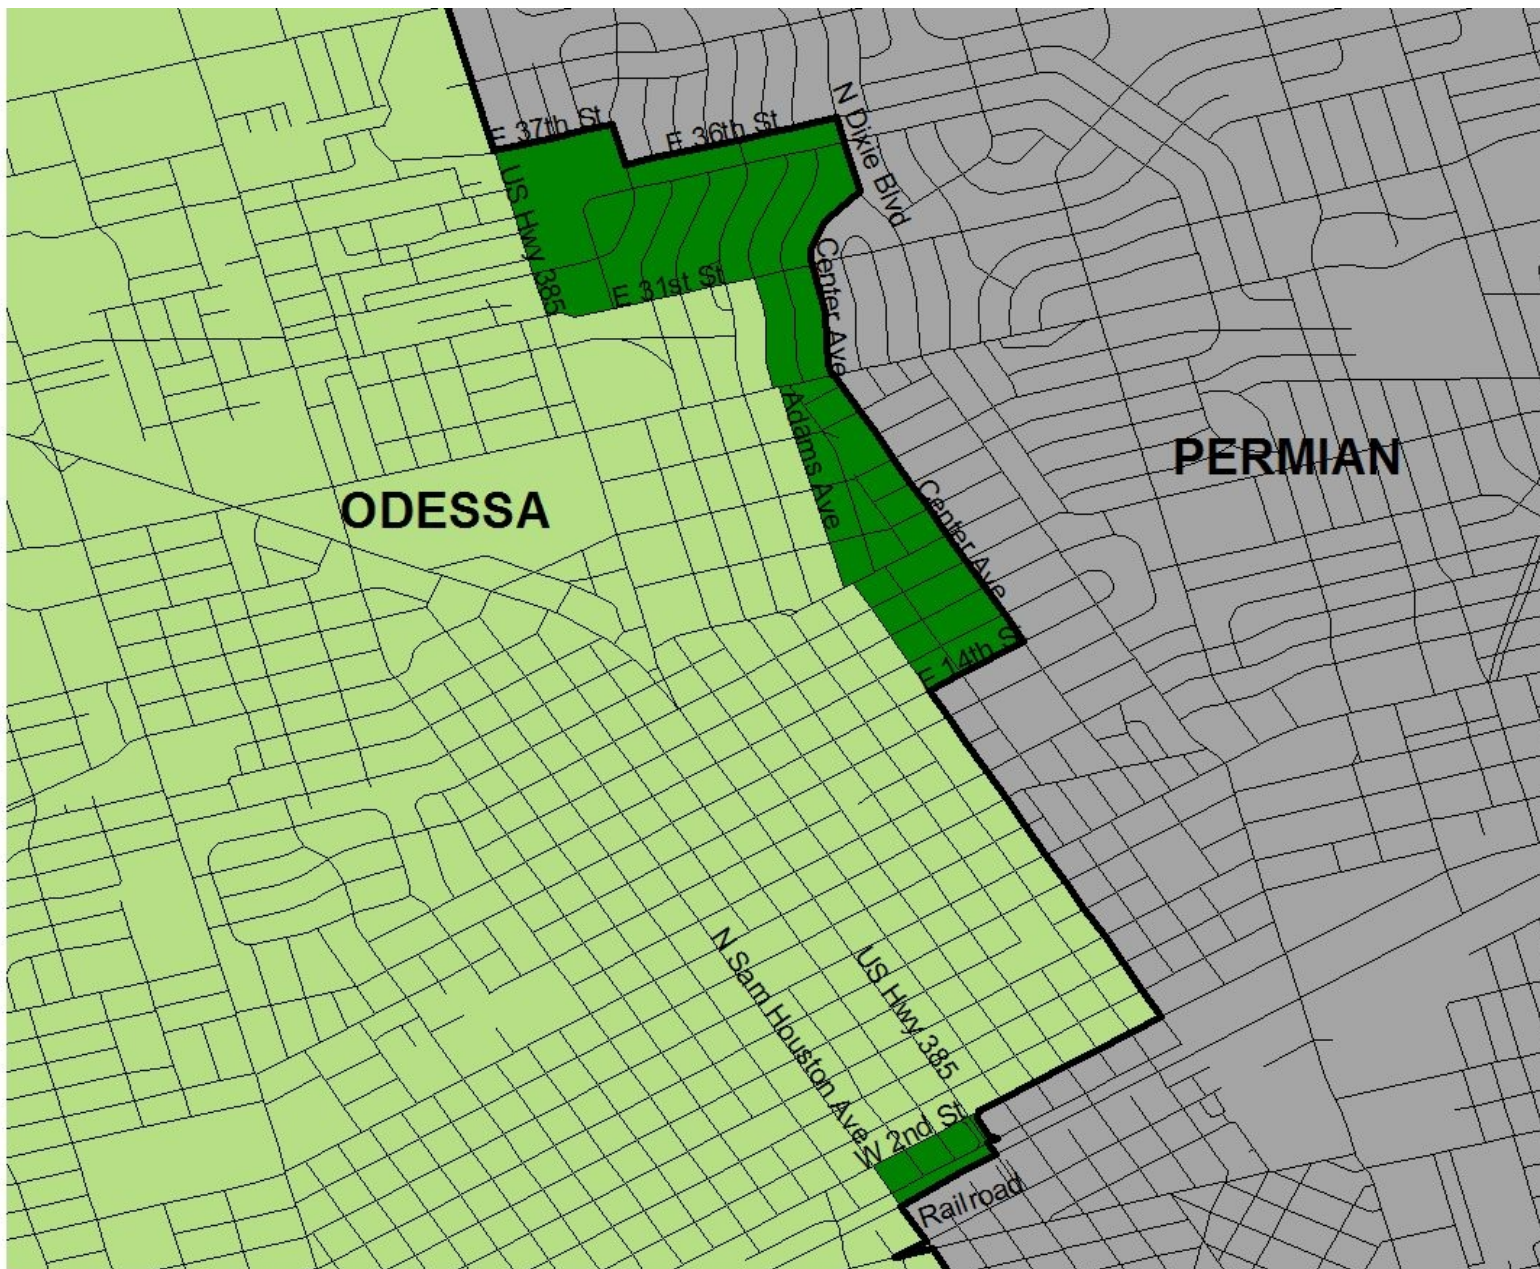 E 37th St
E 36th St
N Dixie Blvd
US Hwy 385
E 31st St
Center Ave
Adams Ave
PERMIAN
ODESSA
Center Ave
E 14th St
N Sam Houston Ave
US Hwy 385
W 2nd St
Railroad